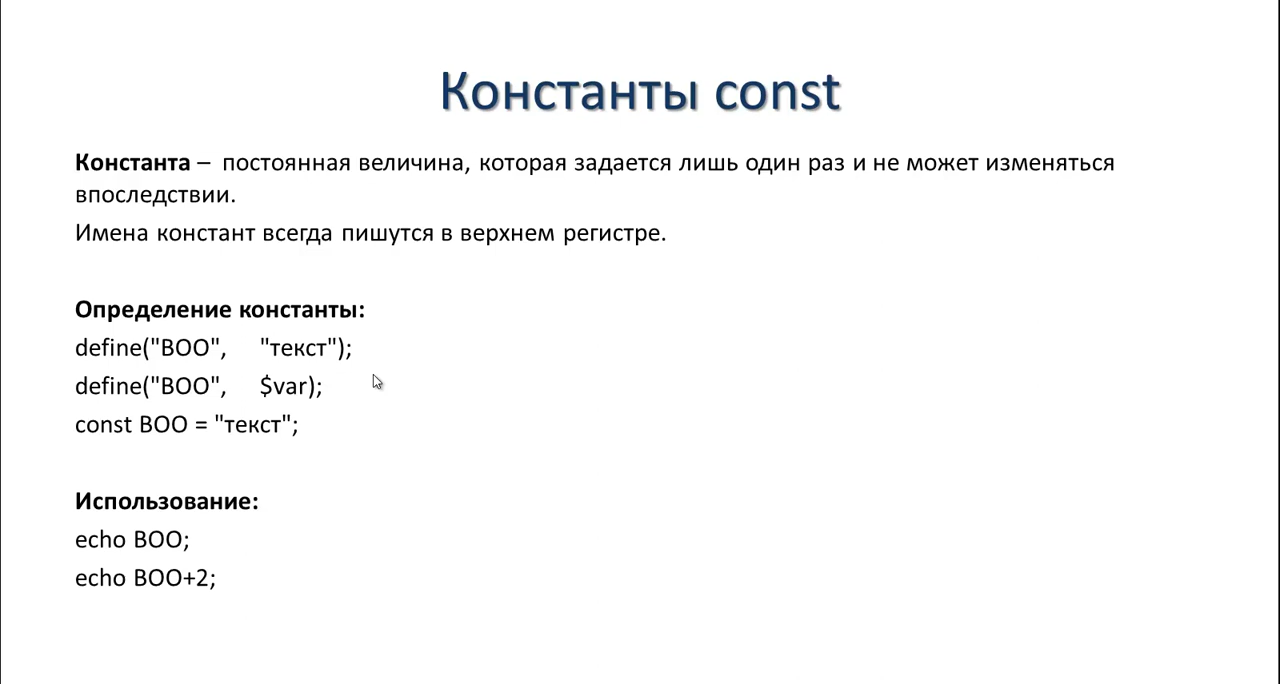 Константы const
Константа – постоянная величина, которая задается лишь один раз и не может изменяться
впоследствии.
Имена констант всегда пишутся в верхнем регистре.
Определение константы:
define("BOO", "текст");
define("BOO", $var);
const BOO = "текст";
Использование:
echo BOO;
echo BOO+2;